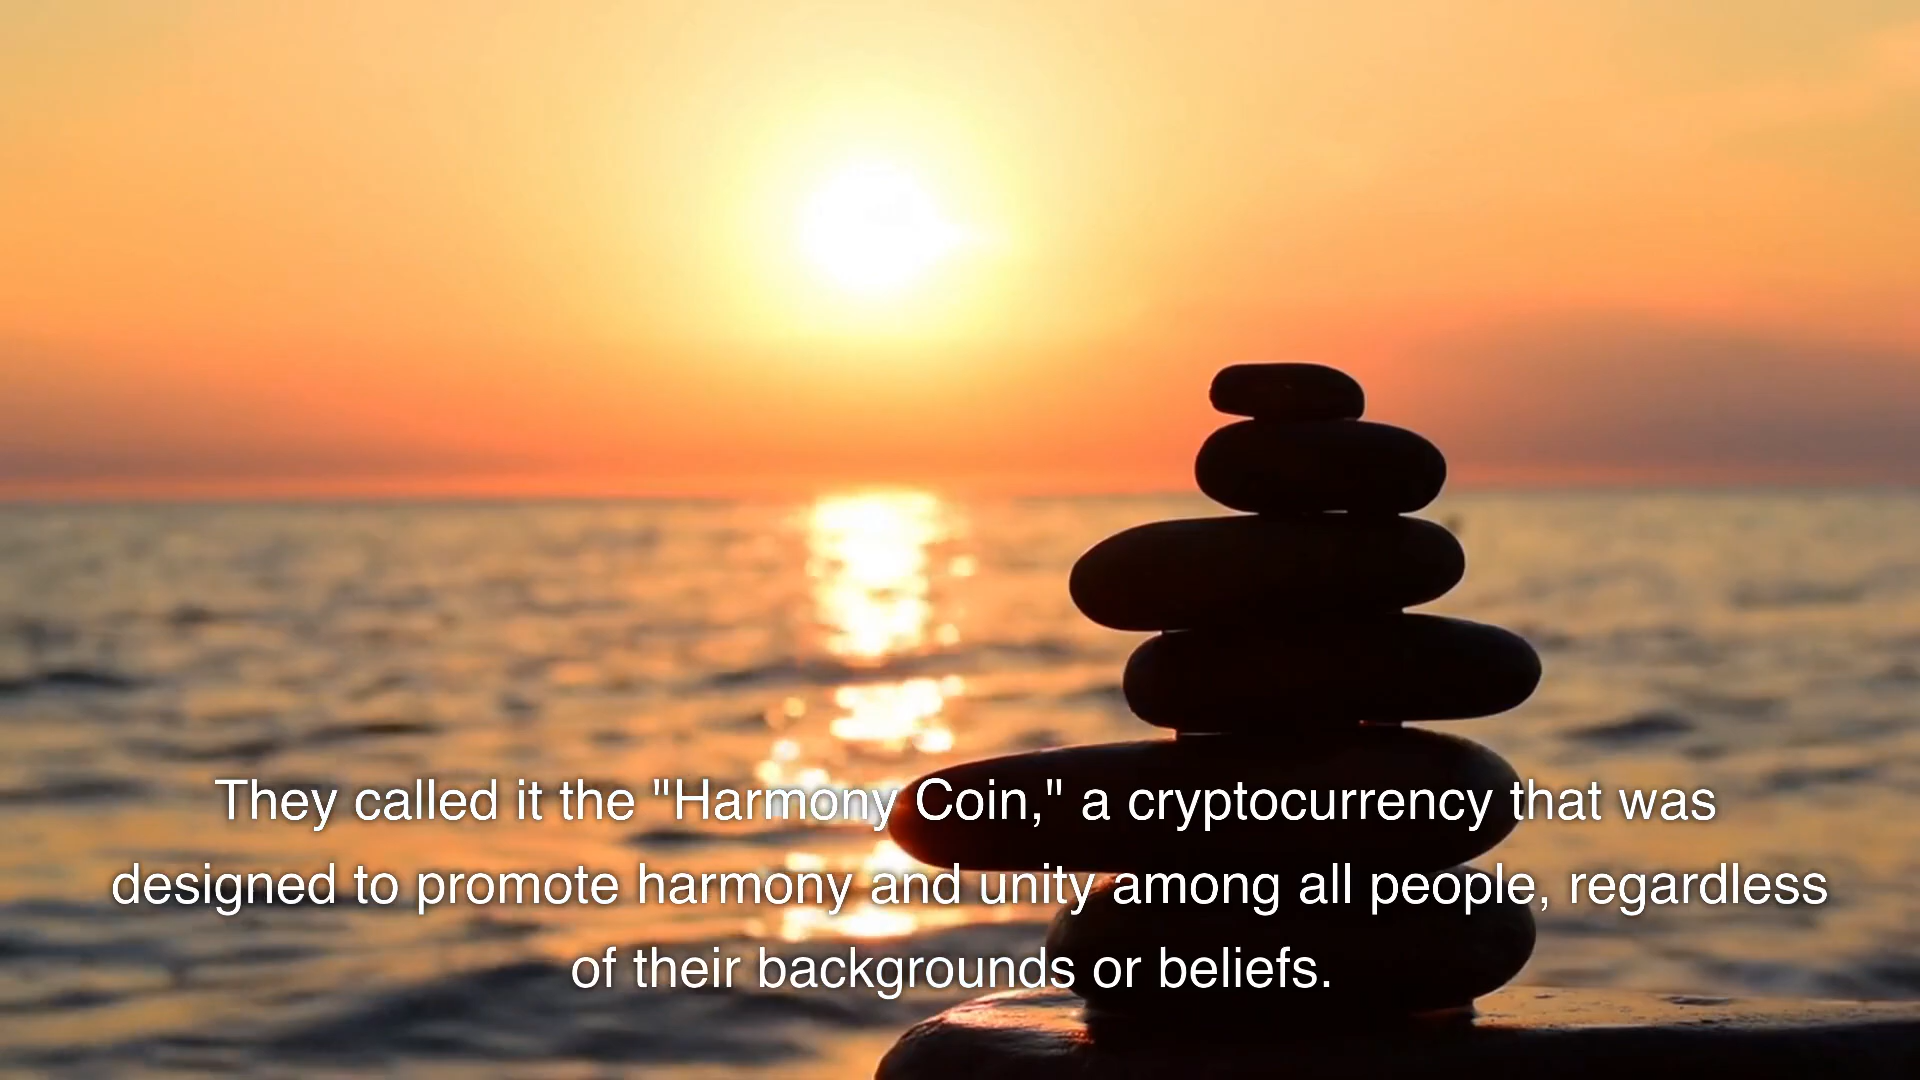 They called it the "Harmony Coin," a cryptocurrency that was
designed to promote harmony and unity among all people, regardless
of their backgrounds or beliefs.